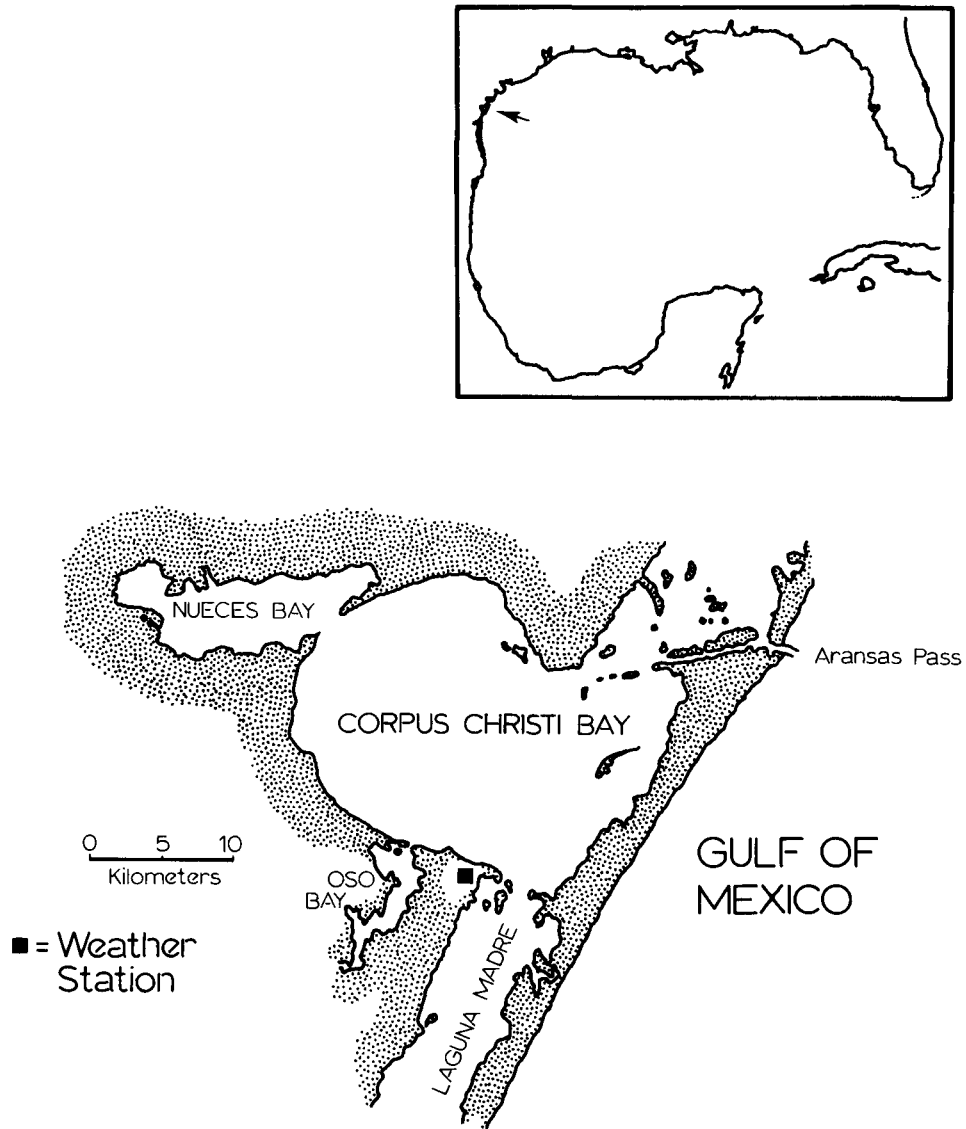 NUECES BAY
Aransas Pass
CORPUS CHRISTI BAY
0 5 10
Kilometers
GULF OF
MEXICO
OSO
BAY
■ = Weather
Station
LAGUNA MADRE